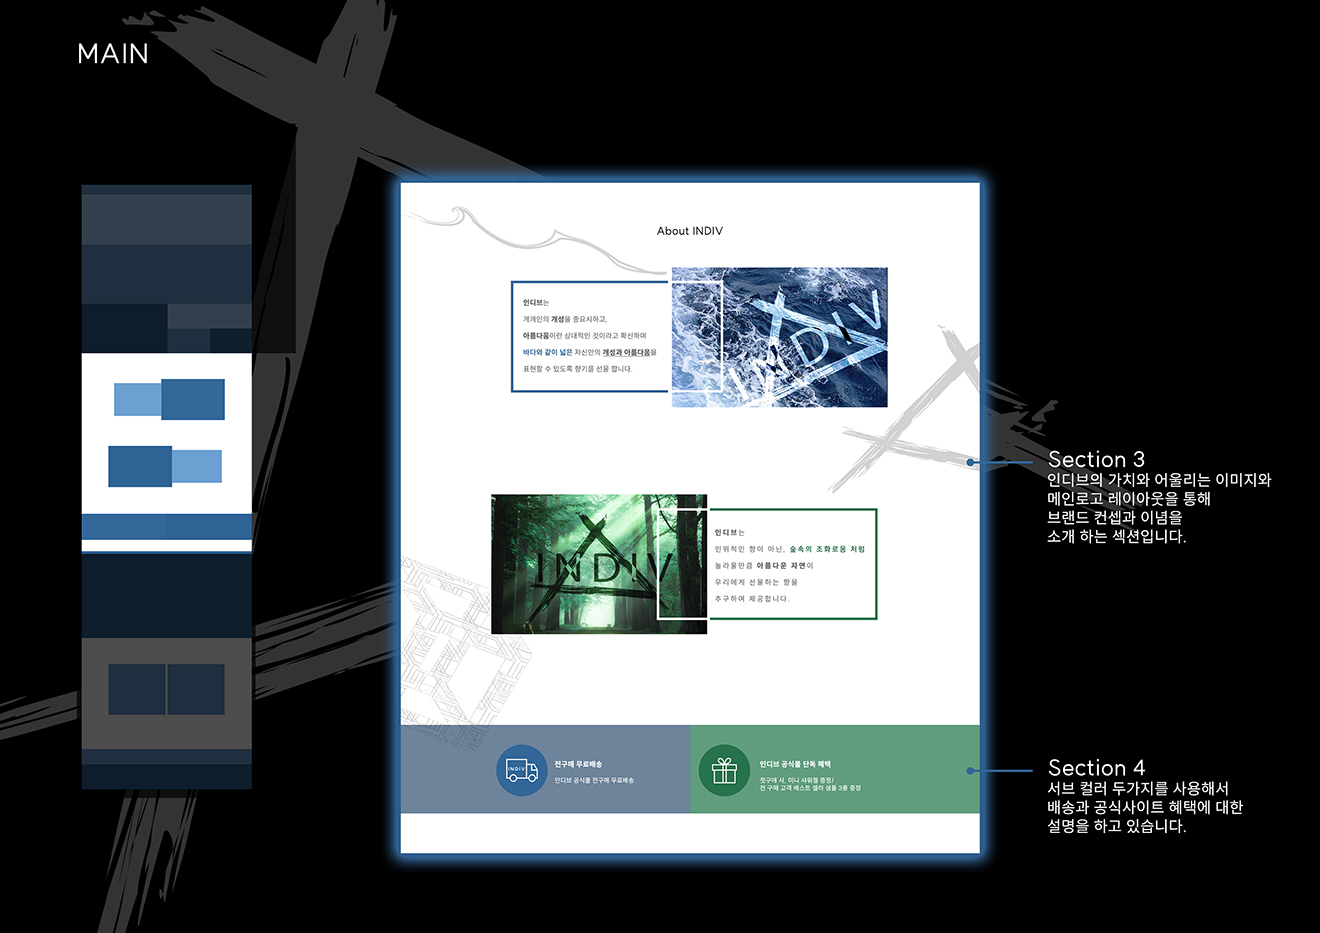 MAIN
About INDIV
인디브는
개개인의 개성을 중요시하고,
아름다움이란 상대적인 것이라고 확신하며
바다와 같이 넓은 자신만의 개성과 아름다움을
표현할 수 있도록 향기를 선물 합니다.
INDIV
INDIV
인디브는
인위적인 향이 아닌, 숲속의 조화로움 처럼
놀라울만큼 아름다운 자연이
우리에게 선물하는 향을
추구하여 제공합니다.
Section 3
인디브의 가치와 어울리는 이미지와
메인로고 레이아웃을 통해
브랜드 컨셉과 이념을
소개 하는 섹션입니다.
INDIV
전구매 무료배송
인디브 공식몰 전구매 무료배송.
인디브 공식몰 단독 혜택
첫구매 시, 미니 샤워젤 증정/
전 구매 고객 베스트 셀러 샘플 3종 증정
Section 4
서브 컬러 두가지를 사용해서
배송과 공식사이트 혜택에 대한
설명을 하고 있습니다.